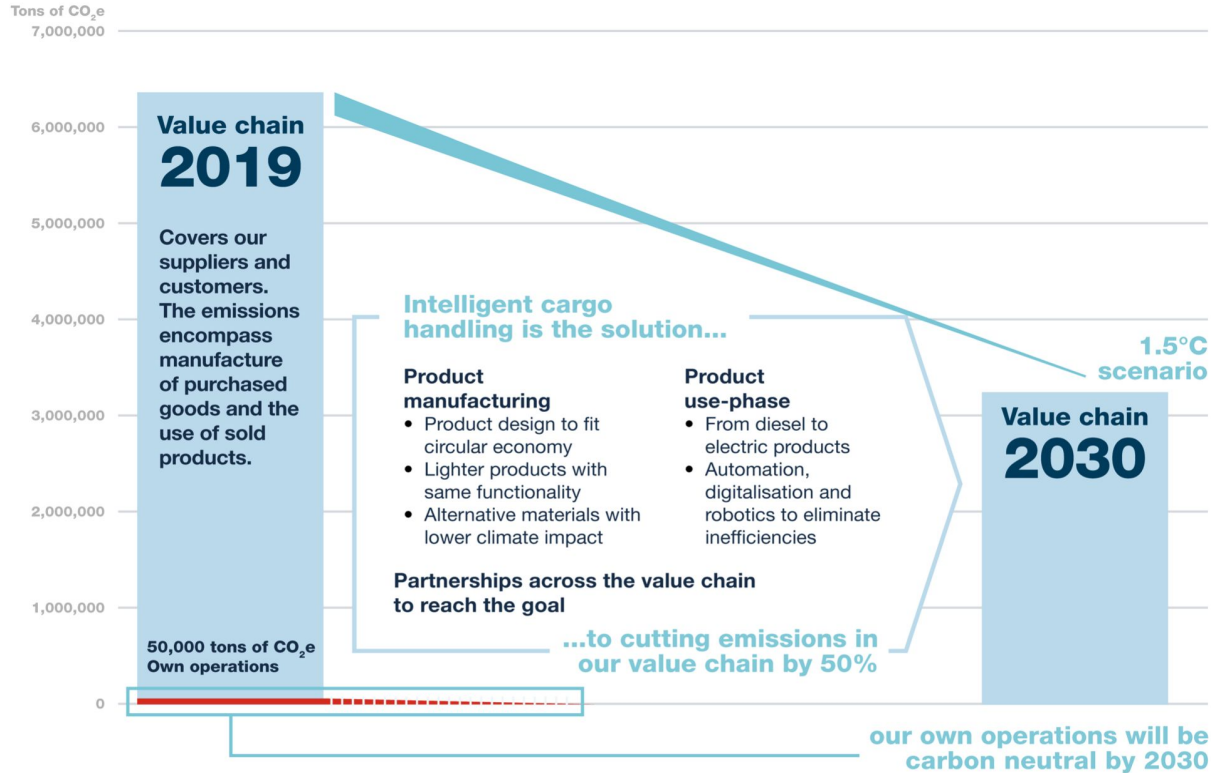 Tons of CO₂e
7,000,000
6,000,000
5,000,000
4,000,000
3,000,000
2,000,000
1,000,000
0
Value chain
2019
Covers our
suppliers and
customers.
The emissions
encompass
manufacture
of purchased
goods and the
use of sold
products.
50,000 tons of CO₂e
Own operations
Intelligent cargo
handling is the solution...
Product
manufacturing
• Product design to fit
circular economy
• Lighter products with
same functionality
• Alternative materials with
lower climate impact
Product
use-phase
• From diesel to
electric products
• Automation,
digitalisation and
robotics to eliminate
inefficiencies
Partnerships across the value chain
to reach the goal
...to cutting emissions in
our value chain by 50%
1.5°C
scenario
Value chain
2030
our own operations will be
carbon neutral by 2030